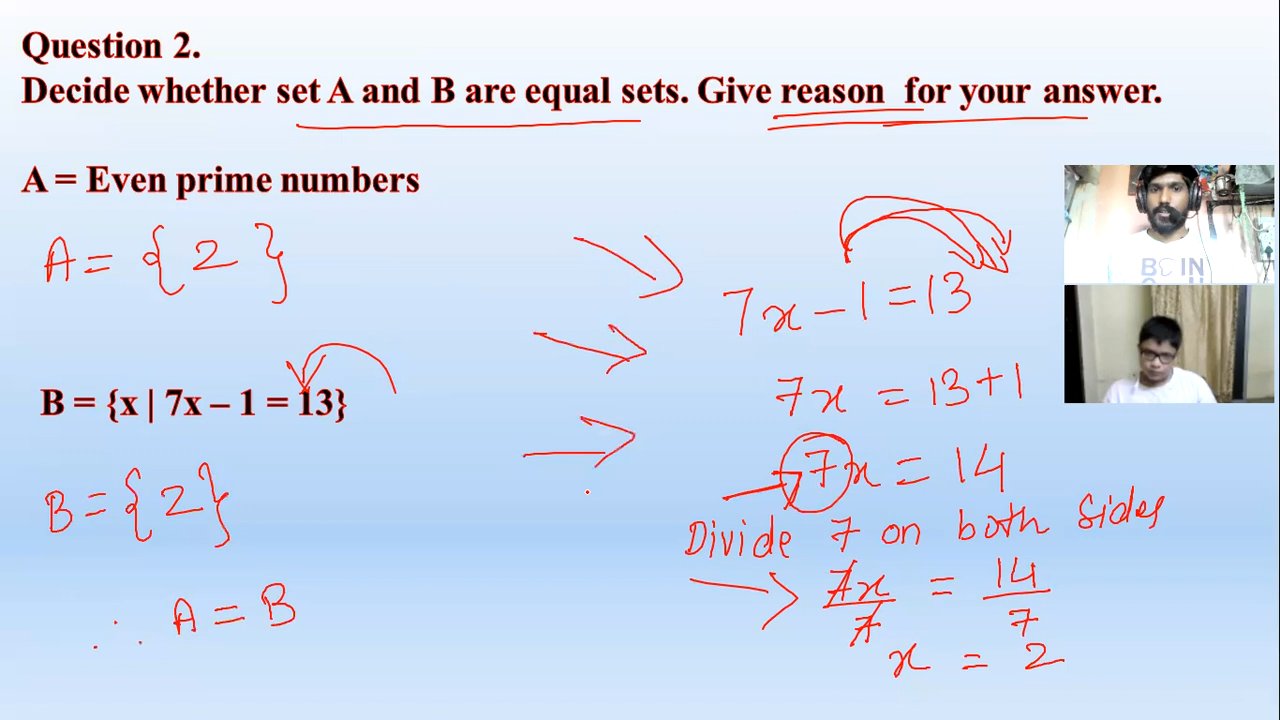 Question 2.
Decide whether set A and B are equal sets. Give reason for your answer.
A = Even prime numbers
A = { 2 }
B = {x | 7x – 1 = 13}
B = { 2 }
∴ A = B
7x – 1 = 13
7x = 13 + 1
7x = 14
Divide 7 on both sides
7x/7 = 14/7
x = 2